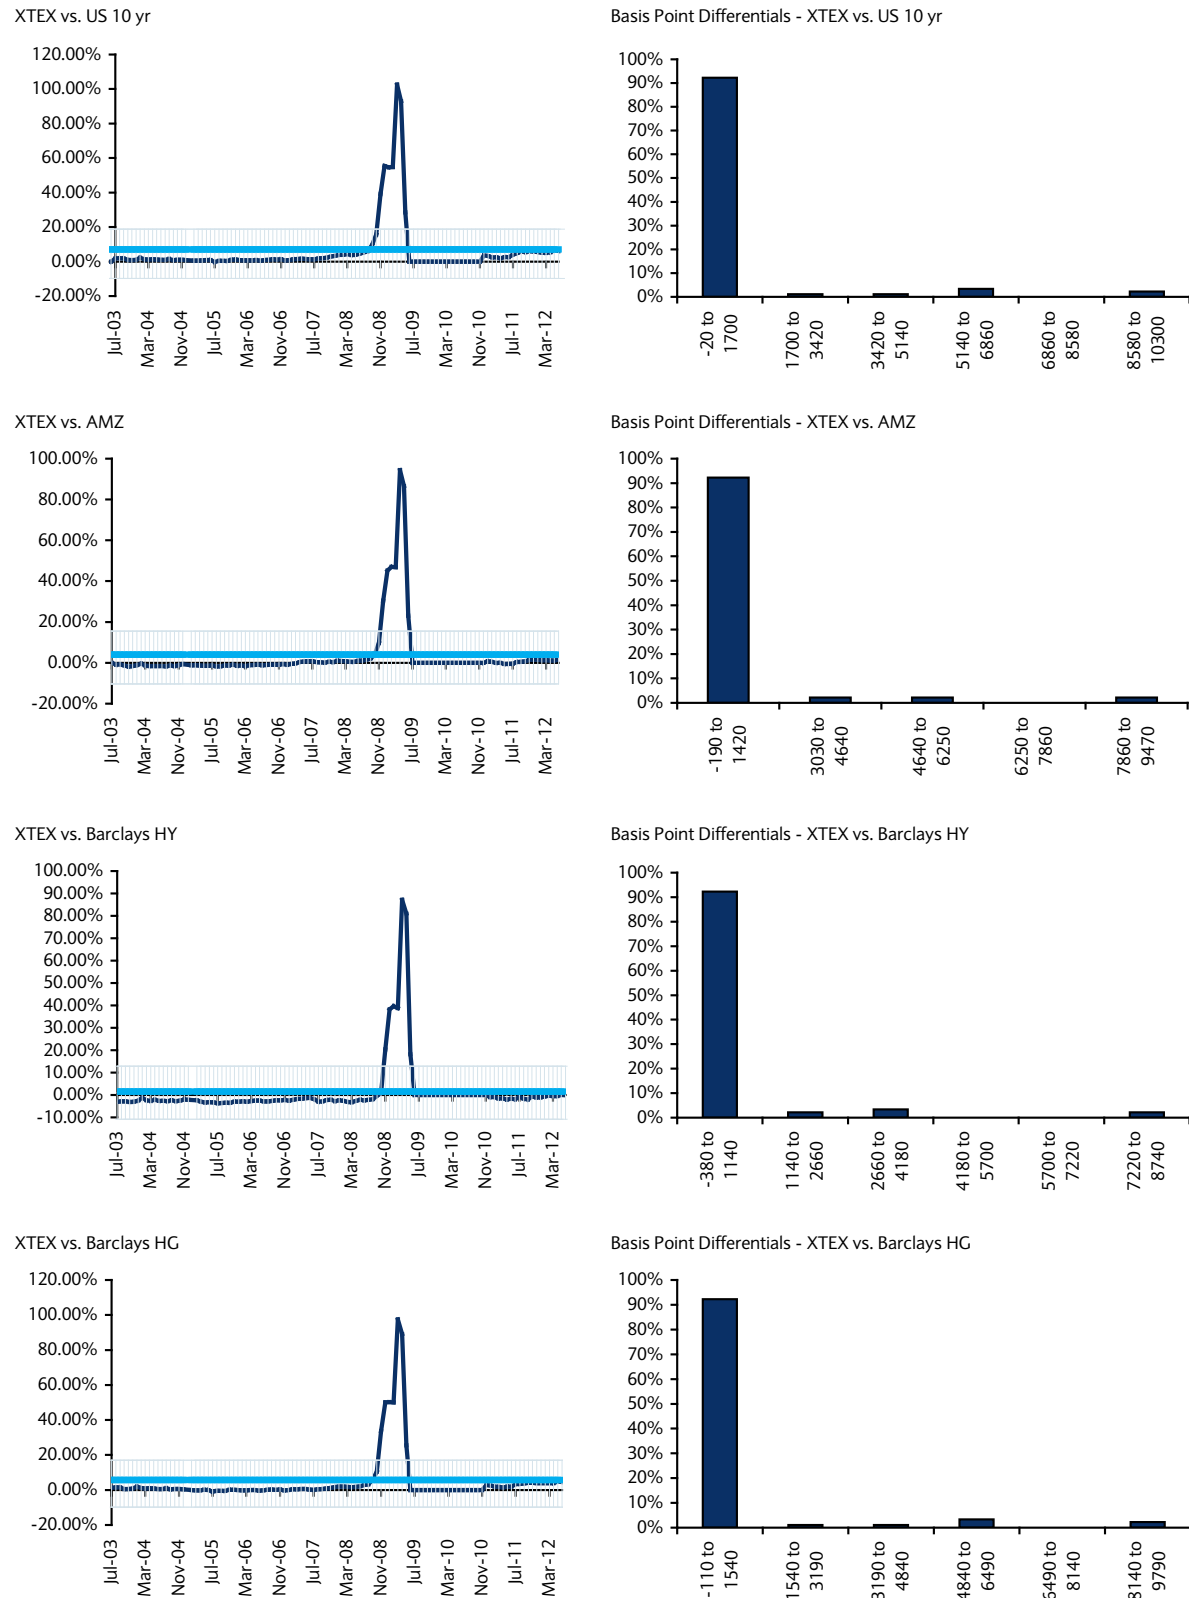 XTEX vs. US 10 yr
120.00%
100.00%
80.00%
60.00%
40.00%
20.00%
0.00%
-20.00%
Jul-03
Mar-04
Nov-04
Jul-05
Mar-06
Nov-06
Jul-07
Mar-08
Nov-08
Jul-09
Mar-10
Nov-10
Jul-11
Mar-12
Basis Point Differentials - XTEX vs. US 10 yr
100%
90%
80%
70%
60%
50%
40%
30%
20%
10%
0%
-20 to
1700
1700 to
3420
3420 to
5140
5140 to
6860
6860 to
8580
8580 to
10300
XTEX vs. AMZ
100.00%
80.00%
60.00%
40.00%
20.00%
0.00%
-20.00%
Jul-03
Mar-04
Nov-04
Jul-05
Mar-06
Nov-06
Jul-07
Mar-08
Nov-08
Jul-09
Mar-10
Nov-10
Jul-11
Mar-12
Basis Point Differentials - XTEX vs. AMZ
100%
90%
80%
70%
60%
50%
40%
30%
20%
10%
0%
-190 to
1420
3030 to
4640
4640 to
6250
6250 to
7860
7860 to
9470
XTEX vs. Barclays HY
100.00%
90.00%
80.00%
70.00%
60.00%
50.00%
40.00%
30.00%
20.00%
10.00%
0.00%
-10.00%
Jul-03
Mar-04
Nov-04
Jul-05
Mar-06
Nov-06
Jul-07
Mar-08
Nov-08
Jul-09
Mar-10
Nov-10
Jul-11
Mar-12
Basis Point Differentials - XTEX vs. Barclays HY
100%
90%
80%
70%
60%
50%
40%
30%
20%
10%
0%
-380 to
1140
1140 to
2660
2660 to
4180
4180 to
5700
5700 to
7220
7220 to
8740
XTEX vs. Barclays HG
120.00%
100.00%
80.00%
60.00%
40.00%
20.00%
0.00%
-20.00%
Jul-03
Mar-04
Nov-04
Jul-05
Mar-06
Nov-06
Jul-07
Mar-08
Nov-08
Jul-09
Mar-10
Nov-10
Jul-11
Mar-12
Basis Point Differentials - XTEX vs. Barclays HG
100%
90%
80%
70%
60%
50%
40%
30%
20%
10%
0%
-110 to
1540
1540 to
3190
3190 to
4840
4840 to
6490
6490 to
8140
8140 to
9790